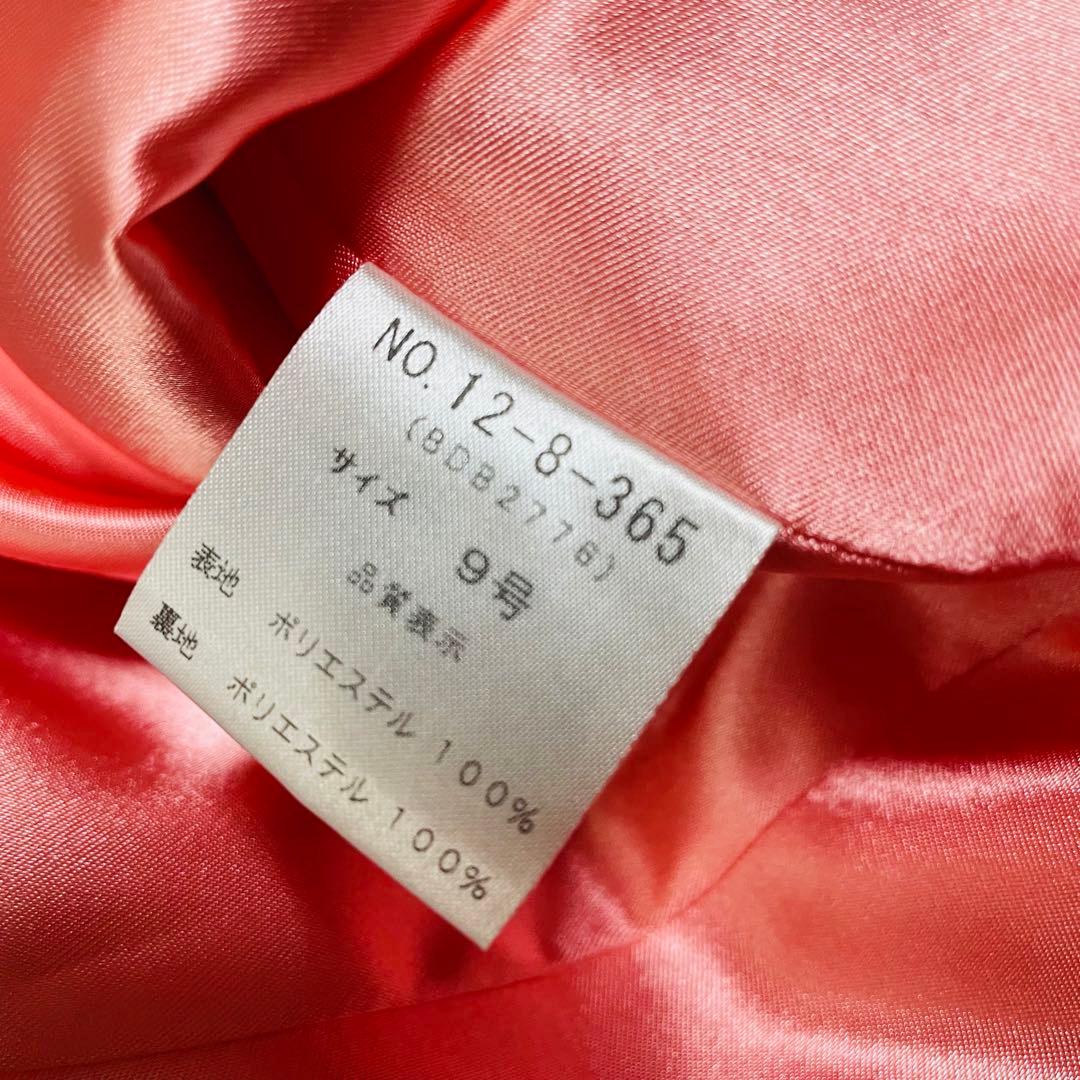 NO.12-8-365
(BDB2776)
サイズ 9号
品質表示
表地 ポリエステル 100%
裏地 ポリエステル 100%